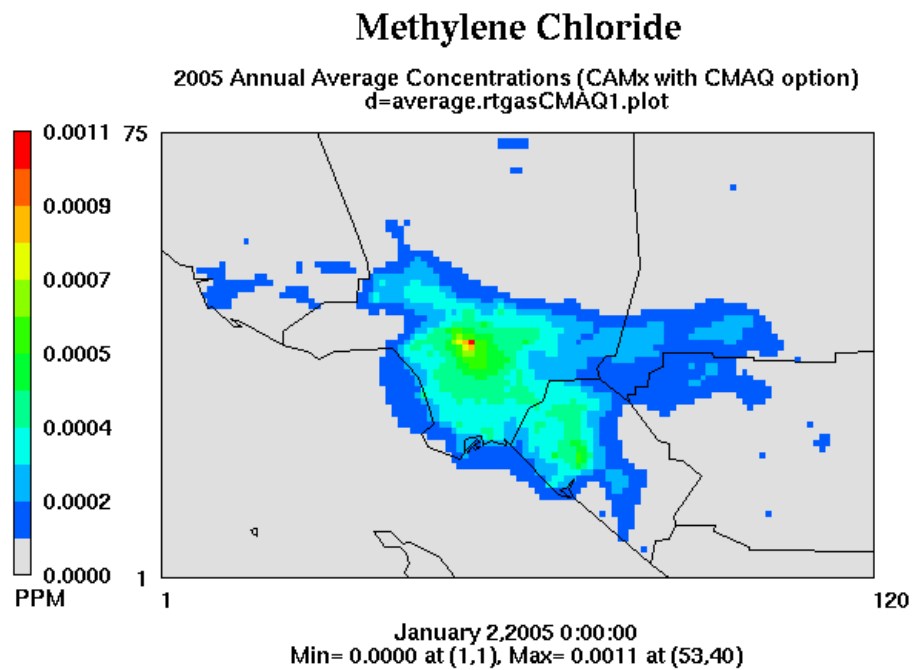 Methylene Chloride
2005 Annual Average Concentrations (CAMx with CMAQ option)
d=average.rtgasCMAQ1.plot
0.0011
0.0009
0.0007
0.0005
0.0004
0.0002
0.0000
PPM
75
1
1
120
January 2,2005 0:00:00
Min= 0.0000 at (1,1), Max= 0.0011 at (53,40)